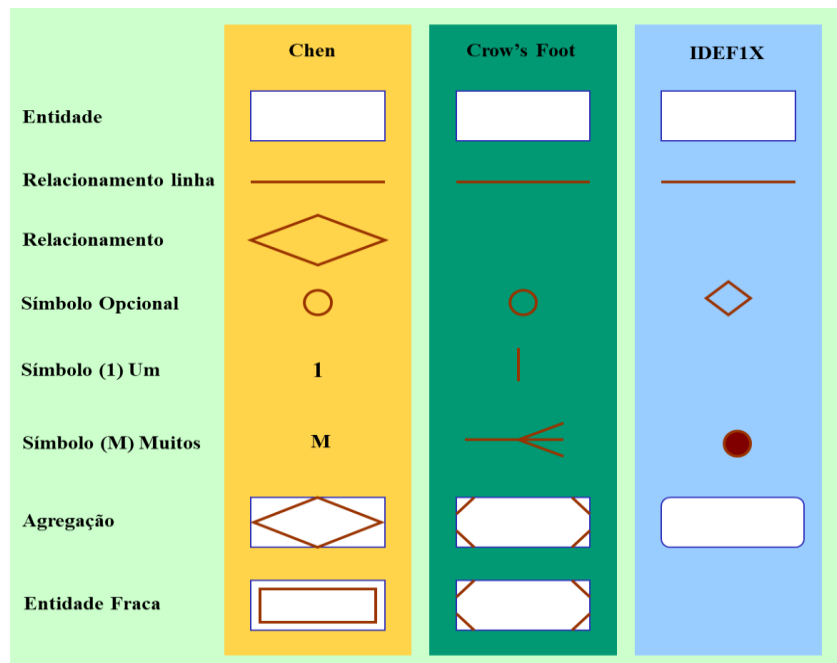 Chen
Crow's Foot
IDEF1X
Entidade
Relacionamento linha
Relacionamento
Símbolo Opcional
Símbolo (1) Um
1
Símbolo (M) Muitos
M
Agregação
Entidade Fraca